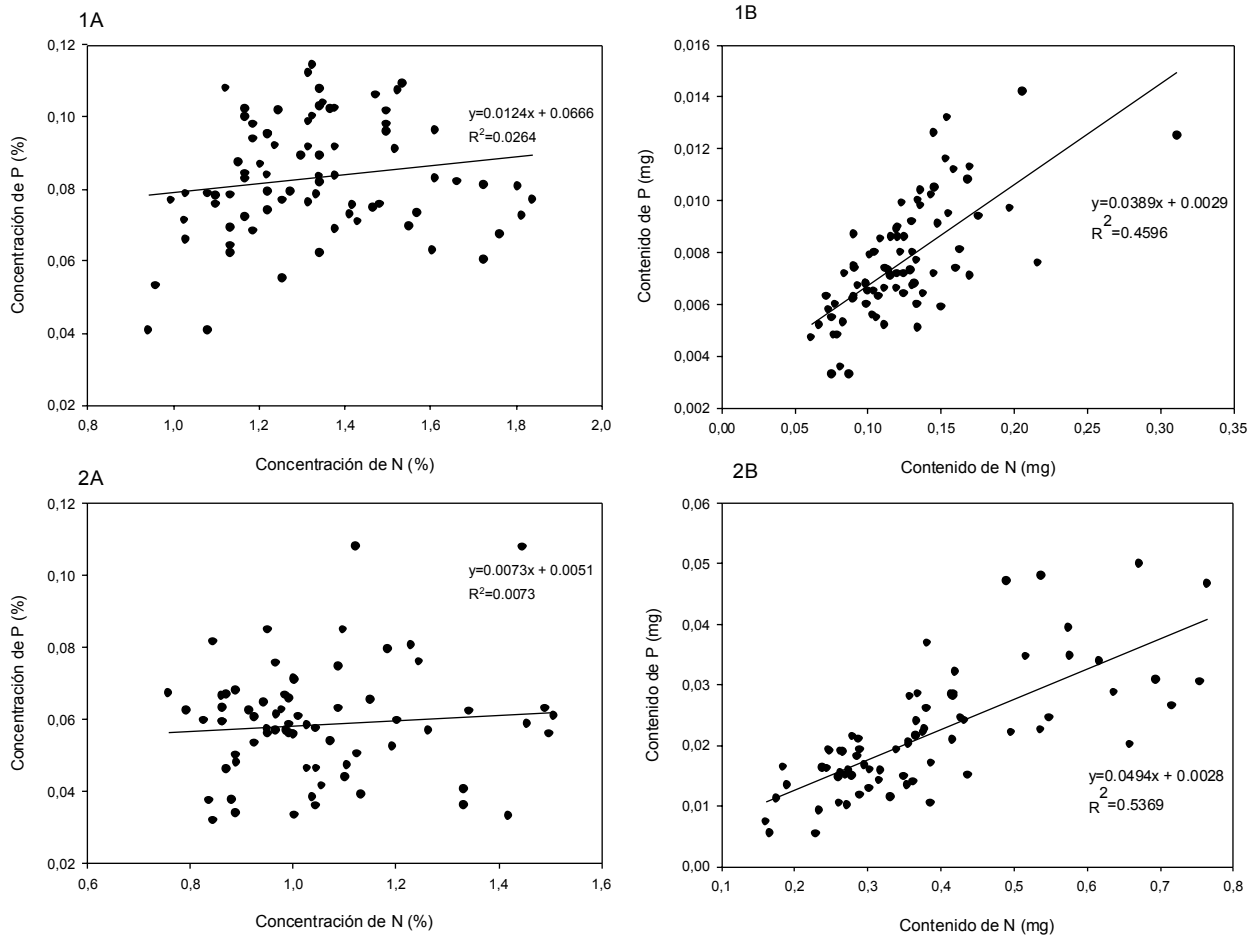 1A
0,12
0,10
0,08
0,06
0,04
0,02
Concentración de P (%)
y=0.0124x + 0.0666
R²=0.0264
0,8 1,0 1,2 1,4 1,6 1,8 2,0
Concentración de N (%)
1B
0,016
0,014
0,012
0,010
0,008
0,006
0,004
0,002
Contenido de P (mg)
y=0.0389x + 0.0029
R²=0.4596
0,00 0,05 0,10 0,15 0,20 0,25 0,30 0,35
Contenido de N (mg)
2A
0,12
0,10
0,08
0,06
0,04
0,02
Concentración de P (%)
y=0.0073x + 0.0051
R²=0.0073
0,6 0,8 1,0 1,2 1,4 1,6
Concentración de N (%)
2B
0,06
0,05
0,04
0,03
0,02
0,01
0,00
Contenido de P (mg)
y=0.0494x + 0.0028
R²=0.5369
0,1 0,2 0,3 0,4 0,5 0,6 0,7 0,8
Contenido de N (mg)